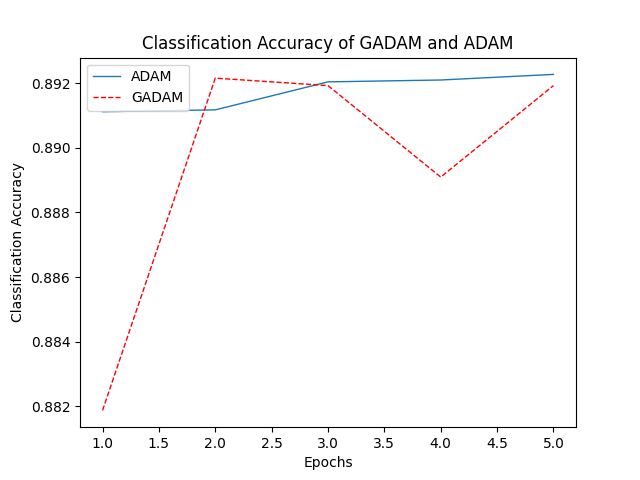 Classification Accuracy of GADAM and ADAM
ADAM
GADAM
Classification Accuracy
0.892
0.890
0.888
0.886
0.884
0.882
1.0 1.5 2.0 2.5 3.0 3.5 4.0 4.5 5.0
Epochs